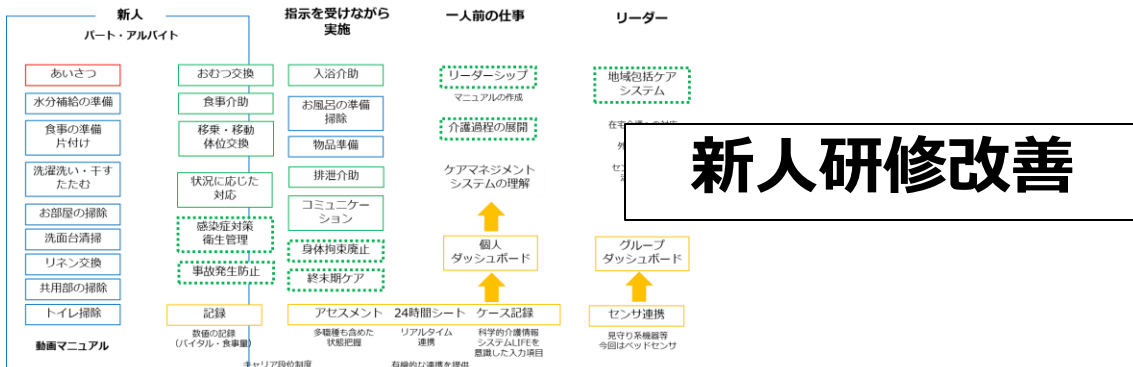 新人
パート・アルバイト
あいさつ
水分補給の準備
食事の準備
片付け
洗濯洗い・干す
たたむ
お部屋の掃除
洗面台清掃
リネン交換
共用部の掃除
トイレ掃除
動画マニュアル
おむつ交換
食事介助
移乗・移動
体位交換
状況に応じた
対応
感染症対策
衛生管理
事故発生防止
記録
数値の記録
(バイタル・食事量)
指示を受けながら
実施
入浴介助
お風呂の準備
掃除
物品準備
排泄介助
コミュニケー
ション
身体拘束廃止
終末期ケア
アセスメント 24時間シート ケース記録
多職種も含めた
状態把握
リアルタイム
連携
科学的介護情報
システムLIFEを
意識した入力項目
キャリア段位制度
有機的な連携を提供
一人前の仕事
リーダーシップ
マニュアルの作成
介護過程の展開
ケアマネジメント
システムの理解
個人
ダッシュボード
リーダー
地域包括ケア
システム
グループ
ダッシュボード
センサ連携
見守り系機器等
今回はベッドセンサ
新人研修改善